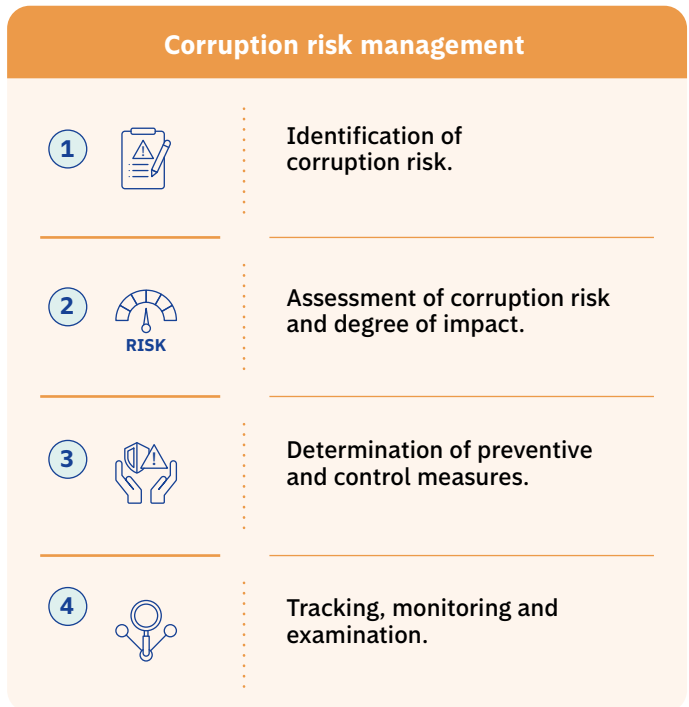 Corruption risk management
1
Identification of
corruption risk.
2
RISK
Assessment of corruption risk
and degree of impact.
3
Determination of preventive
and control measures.
4
Tracking, monitoring and
examination.